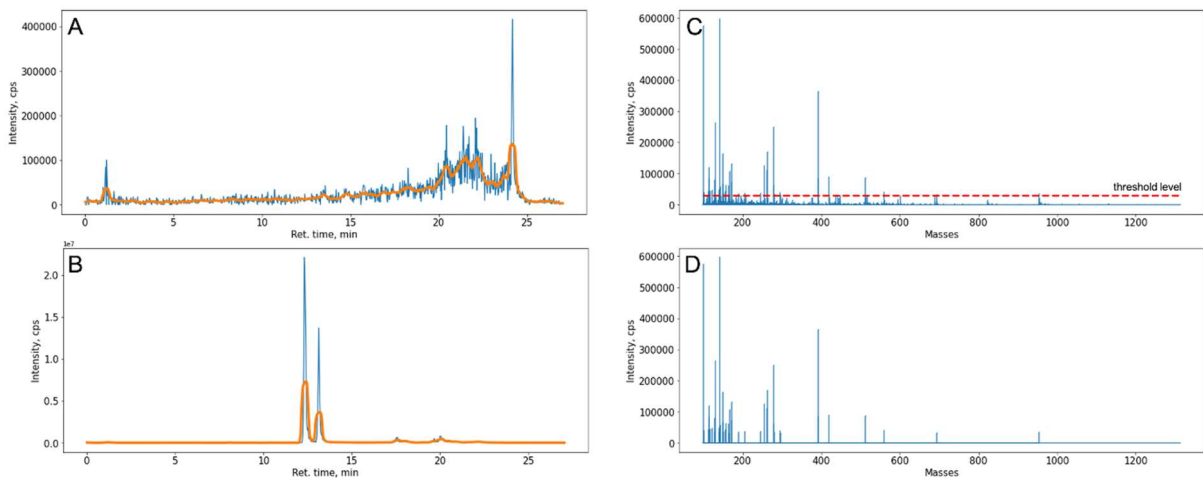 A
400000
300000
200000
100000
0
Intensity, cps
0 5 10 15 20 25
Ret. time, min
B
1e7
2.0
1.5
1.0
0.5
0.0
Intensity, cps
0 5 10 15 20 25
Ret. time, min
C
600000
500000
400000
300000
200000
100000
0
Intensity, cps
threshold level
200 400 600 800 1000 1200
Masses
D
600000
500000
400000
300000
200000
100000
0
Intensity, cps
200 400 600 800 1000 1200
Masses